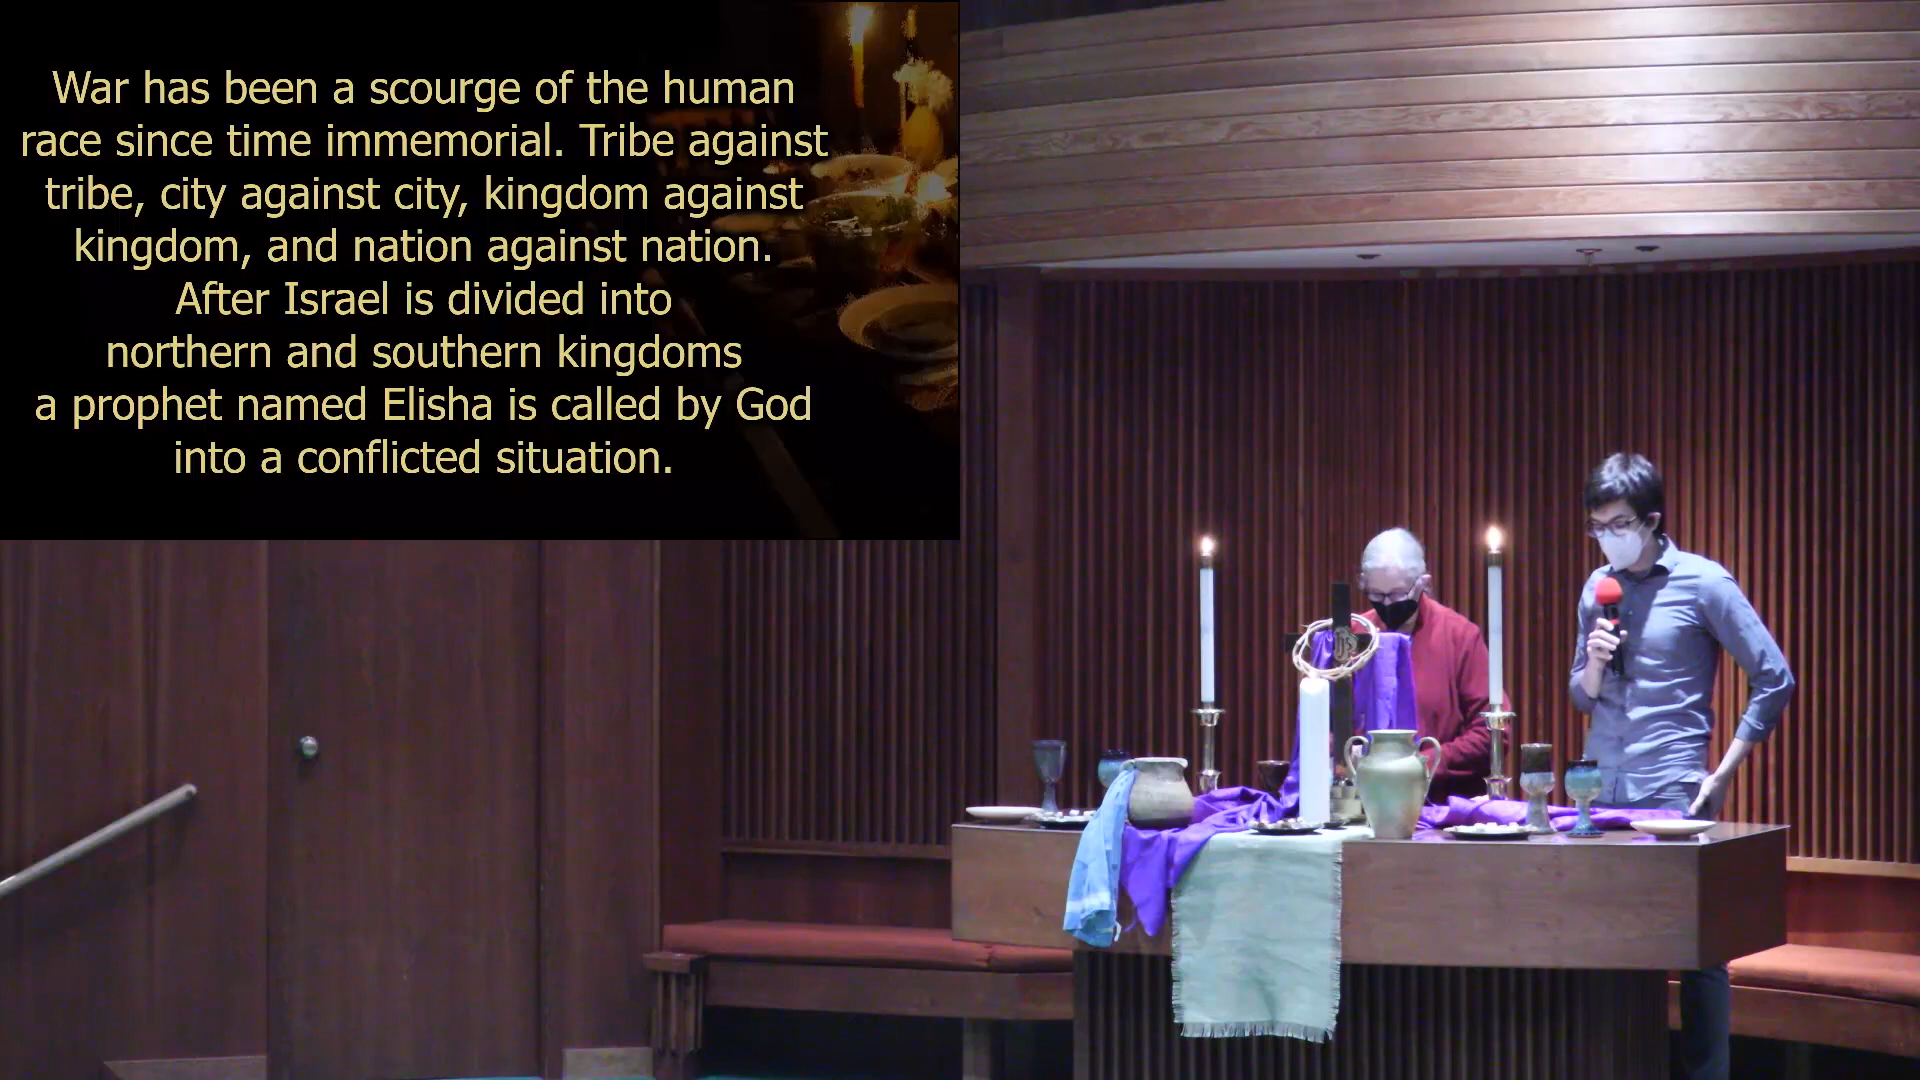 War has been a scourge of the human
race since time immemorial. Tribe against
tribe, city against city, kingdom against
kingdom, and nation against nation.
After Israel is divided into
northern and southern kingdoms
a prophet named Elisha is called by God
into a conflicted situation.